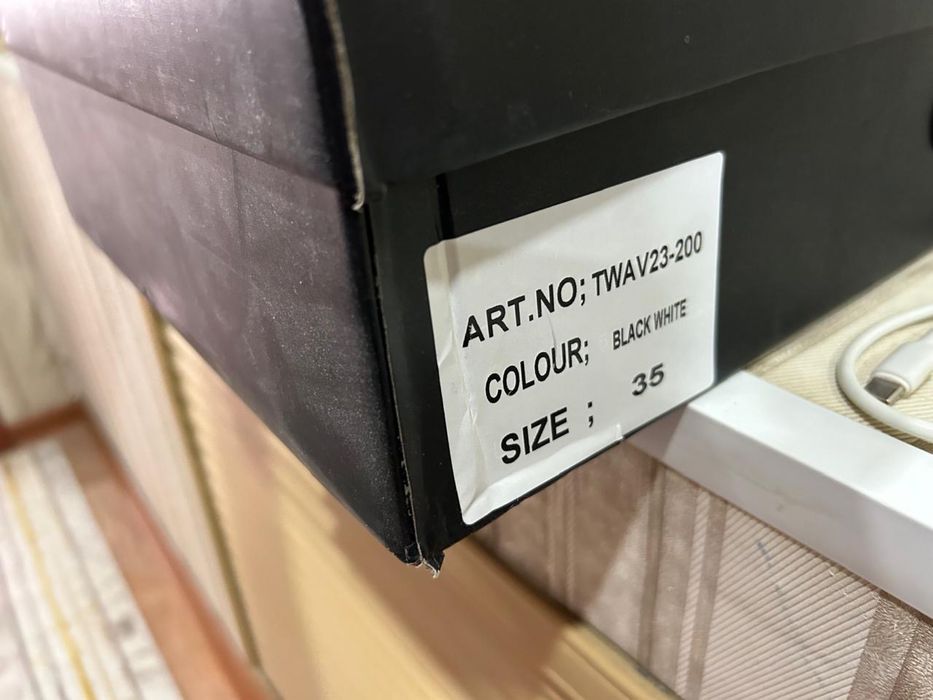 ART.NO; TWAV23-200
COLOUR; BLACK WHITE
SIZE ; 35